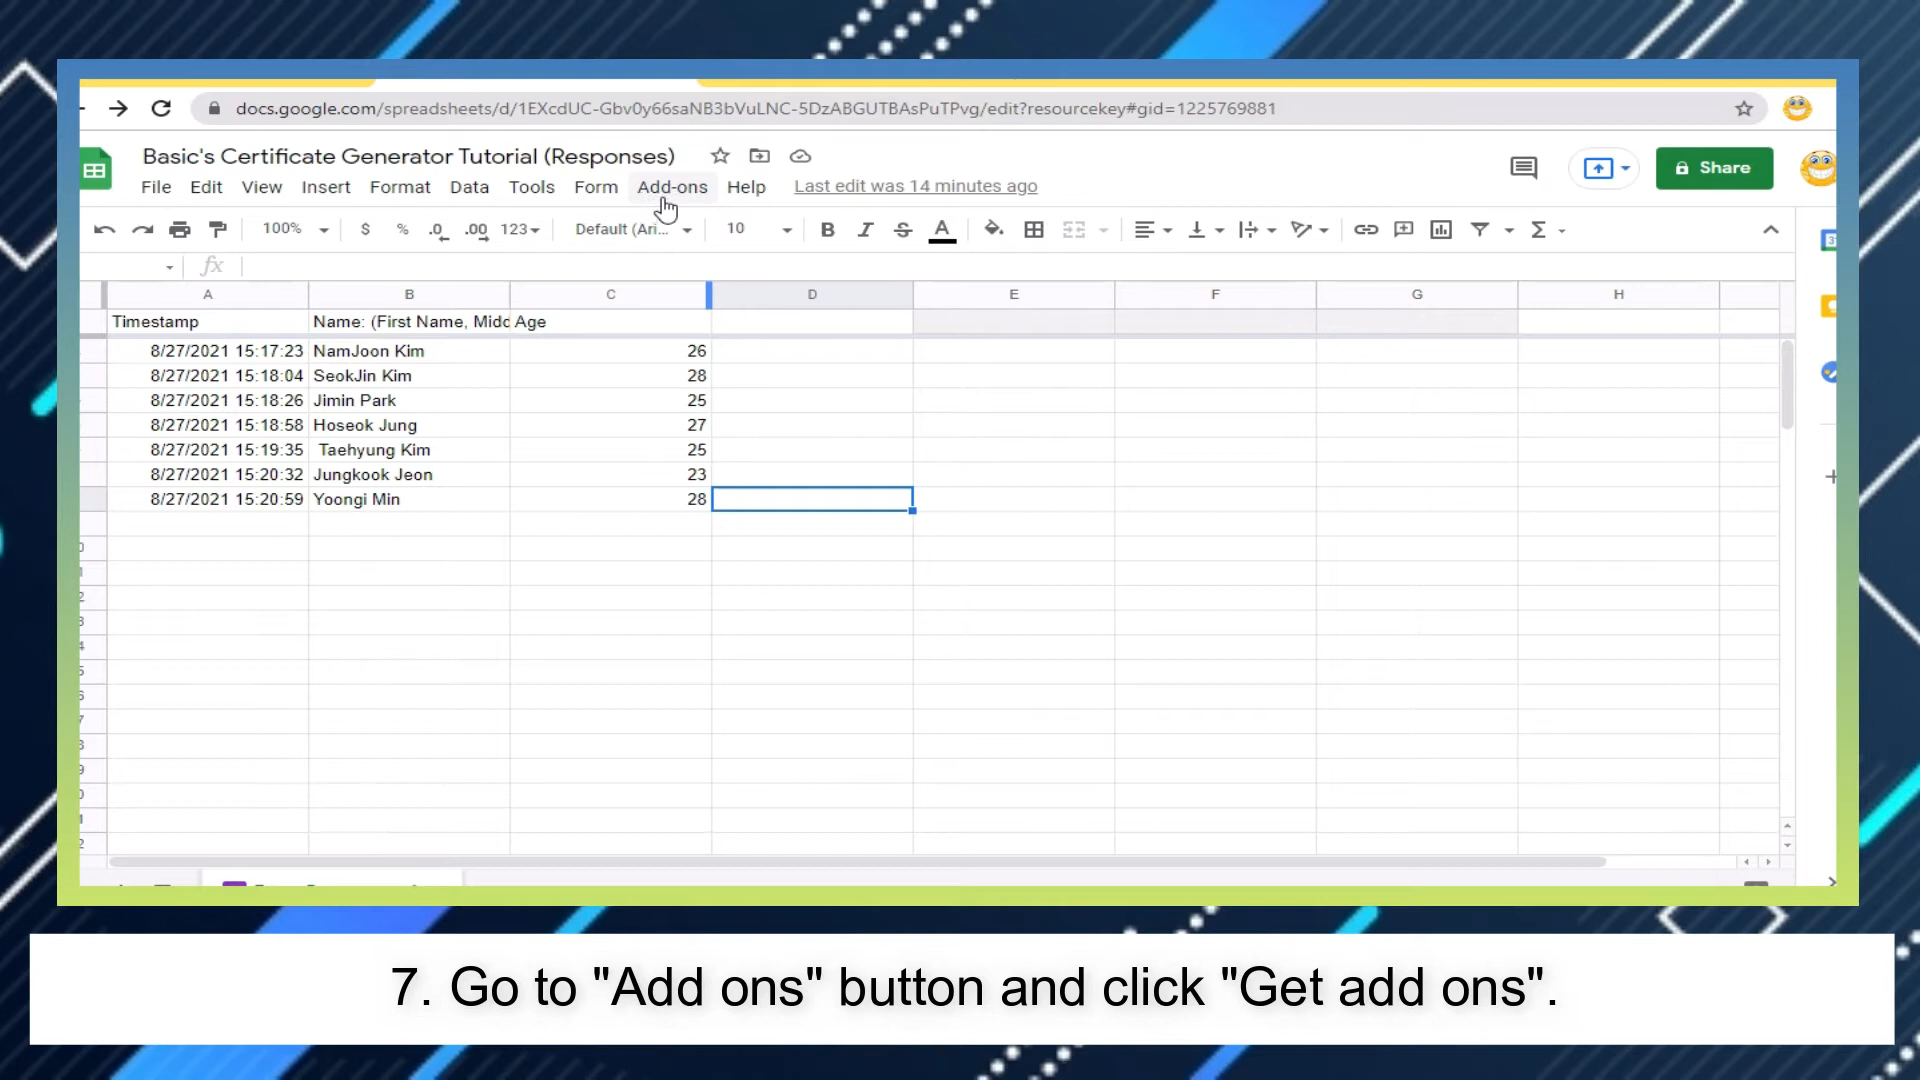 docs.google.com/spreadsheets/d/1EXcdUC-Gbv0y66saNB3bVuLNC-5DzABGUTBAsPuTPvg/edit?resourcekey#gid=1225769881
Basic's Certificate Generator Tutorial (Responses)
File Edit View Insert Format Data Tools Form Add-ons Help Last edit was 14 minutes ago
Share
100% $ % .0 .00 123 Default (Ari... 10 B I S A
fx
A B C D E F G H
Timestamp Name: (First Name, Midd Age
8/27/2021 15:17:23 NamJoon Kim 26
8/27/2021 15:18:04 SeokJin Kim 28
8/27/2021 15:18:26 Jimin Park 25
8/27/2021 15:18:58 Hoseok Jung 27
8/27/2021 15:19:35 Taehyung Kim 25
8/27/2021 15:20:32 Jungkook Jeon 23
8/27/2021 15:20:59 Yoongi Min 28
7. Go to "Add ons" button and click "Get add ons".